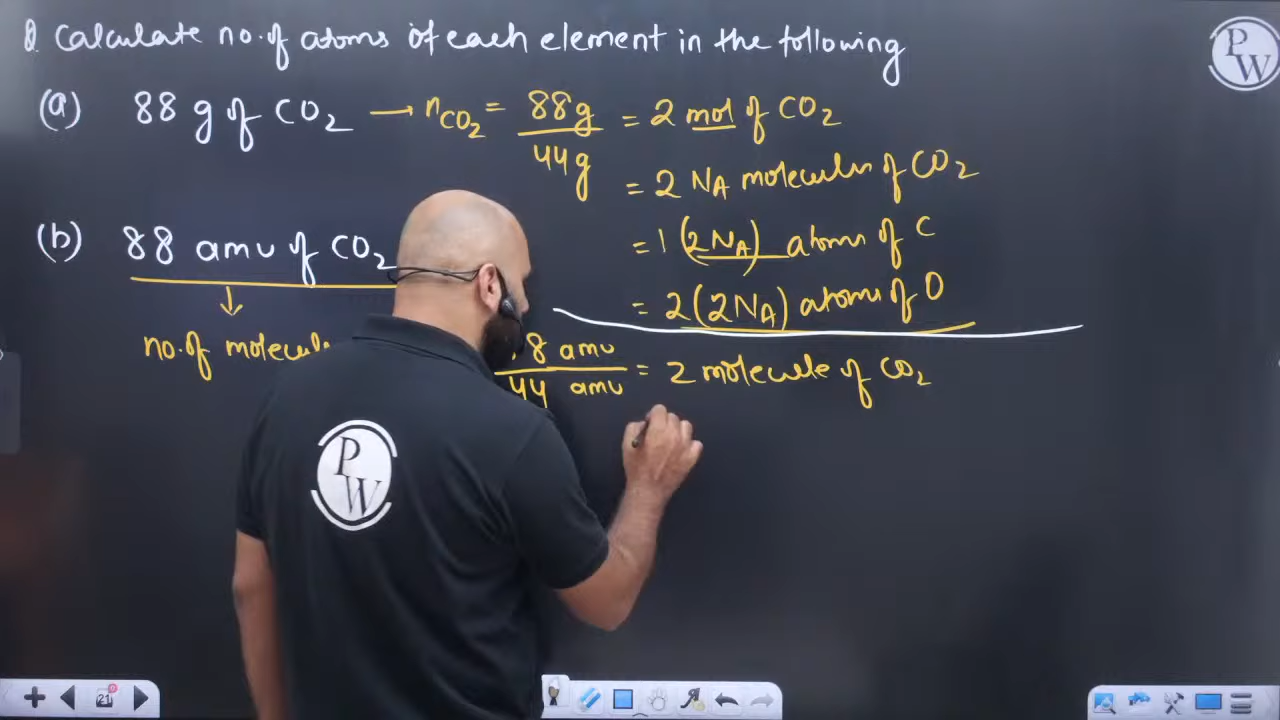 Q. Calculate no. of atoms of each element in the following
(a) 88 g of CO₂ → nCO₂ = 88g / 44g = 2 mol of CO₂
= 2 NA molecules of CO₂
= 1 (2NA) atoms of C
= 2 (2NA) atoms of O
(b) 88 amu of CO₂
↓
no. of 8 amu / 44 amu = 2 molecule of CO₂
PW
PW
21